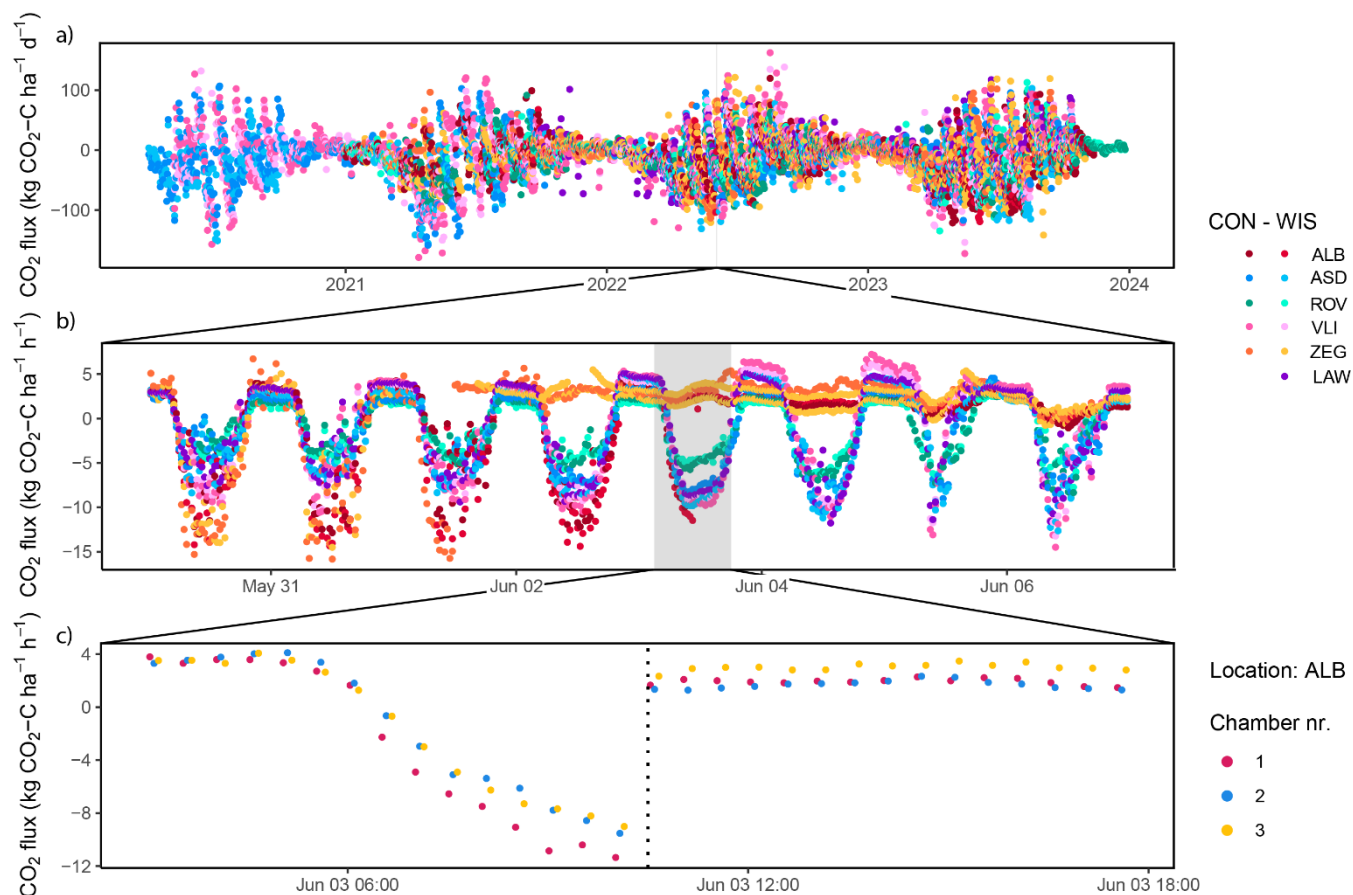 a)
CO₂ flux (kg CO₂−C ha⁻¹ d⁻¹)
100
0
−100
2021
2022
2023
2024
CON - WIS
ALB
ASD
ROV
VLI
ZEG
LAW
b)
CO₂ flux (kg CO₂−C ha⁻¹ h⁻¹)
5
0
−5
−10
−15
May 31
Jun 02
Jun 04
Jun 06
c)
CO₂ flux (kg CO₂−C ha⁻¹ h⁻¹)
4
0
−4
−8
−12
Jun 03 06:00
Jun 03 12:00
Jun 03 18:00
Location: ALB
Chamber nr.
1
2
3